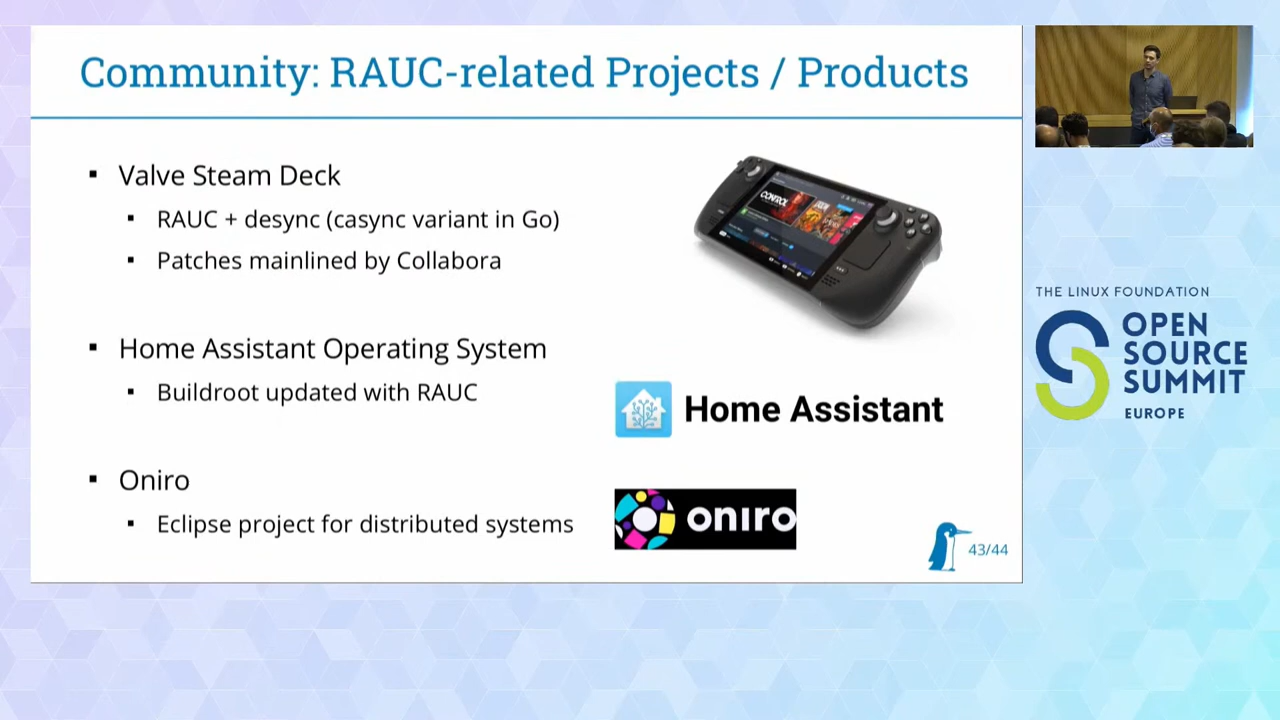 Community: RAUC-related Projects / Products
▪ Valve Steam Deck
▪ RAUC + desync (casync variant in Go)
▪ Patches mainlined by Collabora
▪ Home Assistant Operating System
▪ Buildroot updated with RAUC
▪ Oniro
▪ Eclipse project for distributed systems
CONTROL
Home Assistant
oniro
43/44
THE LINUX FOUNDATION
OPEN
SOURCE
SUMMIT
EUROPE